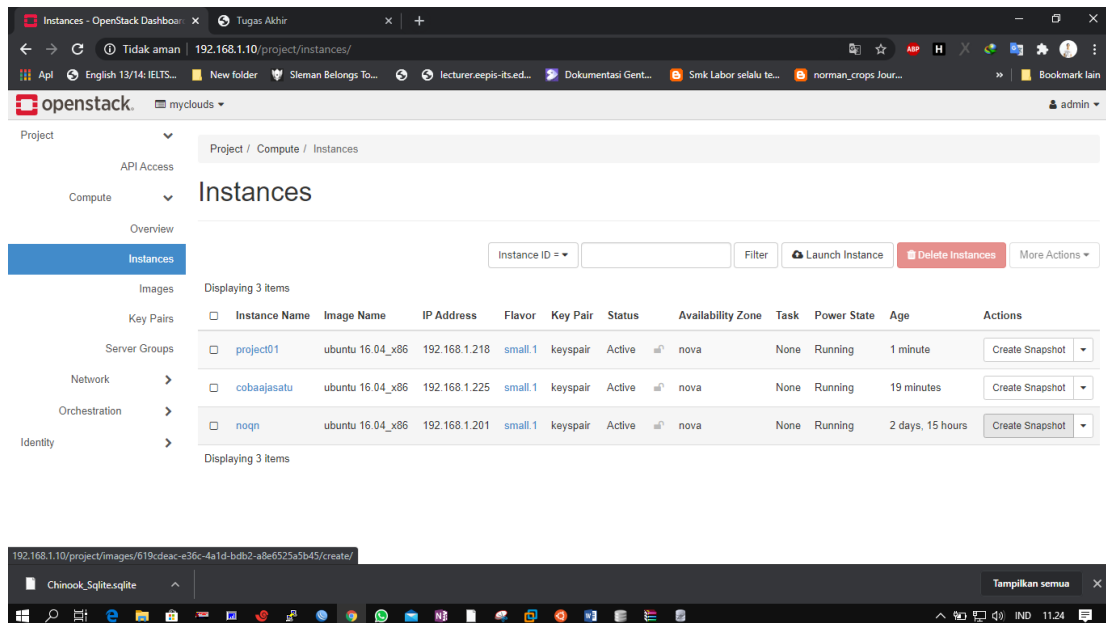 Instances - OpenStack Dashboar
Tugas Akhir
Tidak aman 192.168.1.10/project/instances/
ABP H
Apl English 13/14: IELTS... New folder Sleman Belongs To... lecturer.eepis-its.ed... Dokumentasi Gent... Smk Labor selalu te... norman_crops Jour... » Bookmark lain
openstack. myclouds admin
Project
API Access
Compute
Overview
Instances
Images
Key Pairs
Server Groups
Network
Orchestration
Identity
Project / Compute / Instances
Instances
Instance ID = Filter Launch Instance Delete Instances More Actions
Displaying 3 items
Instance Name Image Name IP Address Flavor Key Pair Status Availability Zone Task Power State Age Actions
project01 ubuntu 16.04_x86 192.168.1.218 small.1 keyspair Active nova None Running 1 minute Create Snapshot
cobaajasatu ubuntu 16.04_x86 192.168.1.225 small.1 keyspair Active nova None Running 19 minutes Create Snapshot
noqn ubuntu 16.04_x86 192.168.1.201 small.1 keyspair Active nova None Running 2 days, 15 hours Create Snapshot
Displaying 3 items
192.168.1.10/project/images/619cdeac-e36c-4a1d-bdb2-a8e6525a5b45/create/
Chinook_Sqlite.sqlite Tampilkan semua
IND 11.24